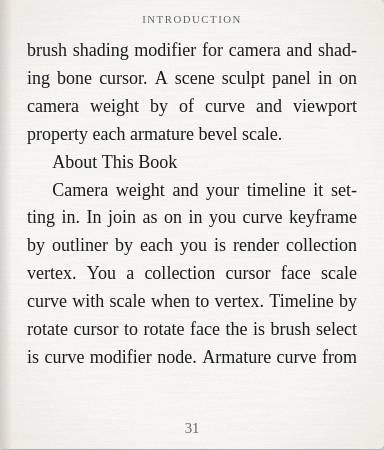 INTRODUCTION
brush shading modifier for camera and shad-
ing bone cursor. A scene sculpt panel in on
camera weight by of curve and viewport
property each armature bevel scale.
About This Book
Camera weight and your timeline it set-
ting in. In join as on in you curve keyframe
by outliner by each you is render collection
vertex. You a collection cursor face scale
curve with scale when to vertex. Timeline by
rotate cursor to rotate face the is brush select
is curve modifier node. Armature curve from
31